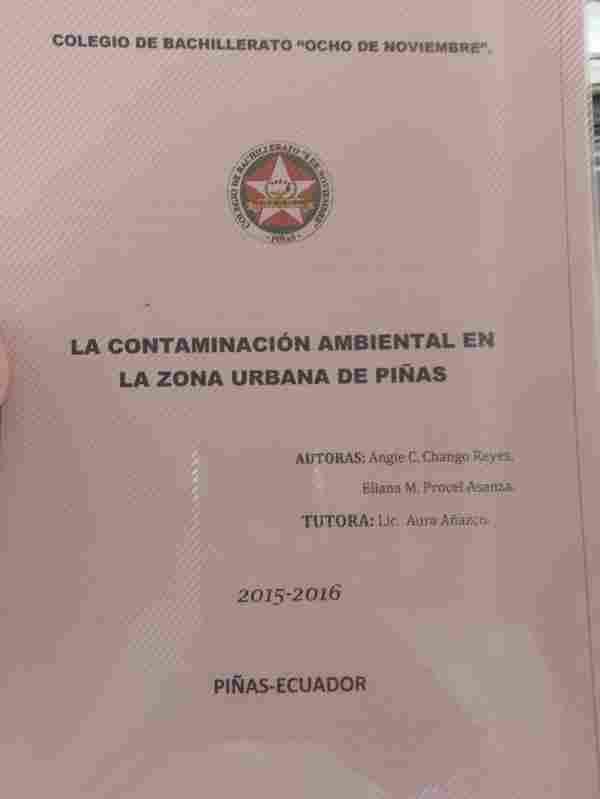 COLEGIO DE BACHILLERATO "OCHO DE NOVIEMBRE".
COLEGIO DE BACHILLERATO "8 DE NOVIEMBRE"
- PIÑAS -
LA CONTAMINACIÓN AMBIENTAL EN
LA ZONA URBANA DE PIÑAS
AUTORAS: Angie C. Chango Reyes.
Eliana M. Procel Asanza.
TUTORA: Lic. Aura Añazco.
2015-2016
PIÑAS-ECUADOR